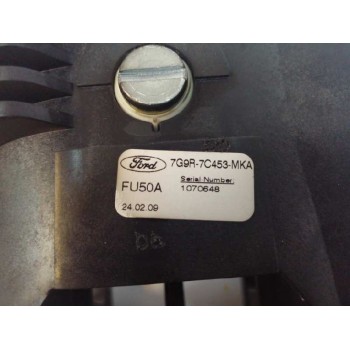 Ford 7G9R-7C453-MKA
FU50A Serial Number:
1070648
24.02.09